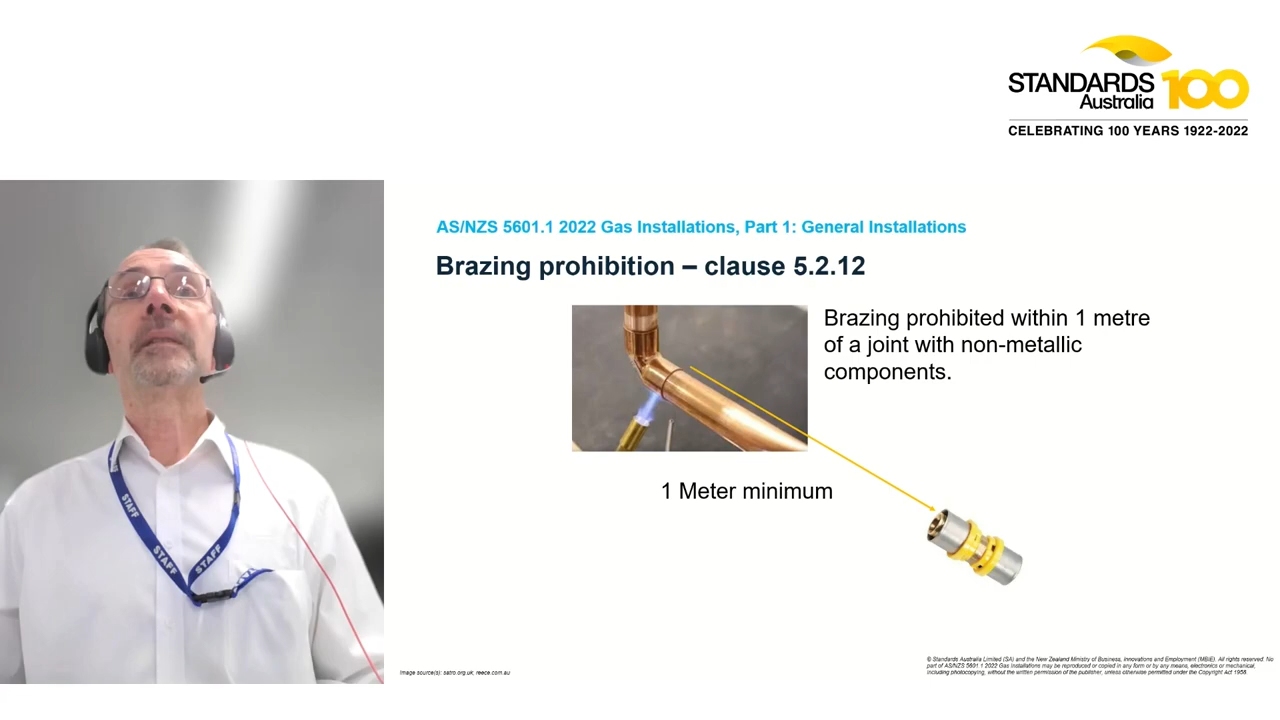 STANDARDS
Australia
100
CELEBRATING 100 YEARS 1922-2022
AS/NZS 5601.1 2022 Gas Installations, Part 1: General Installations
Brazing prohibition – clause 5.2.12
Brazing prohibited within 1 metre
of a joint with non-metallic
components.
1 Meter minimum
STAFF
STAFF
STAFF
Image source(s): satro.org.uk; reece.com.au
© Standards Australia Limited (SA) and the New Zealand Ministry of Business, Innovations and Employment (MBIE). All rights reserved. No
part of AS/NZS 5601.1 2022 Gas Installations may be reproduced or copied in any form or by any means, electronics or mechanical,
including photocopying, without the written permission of the publisher, unless otherwise permitted under the Copyright Act 1968.